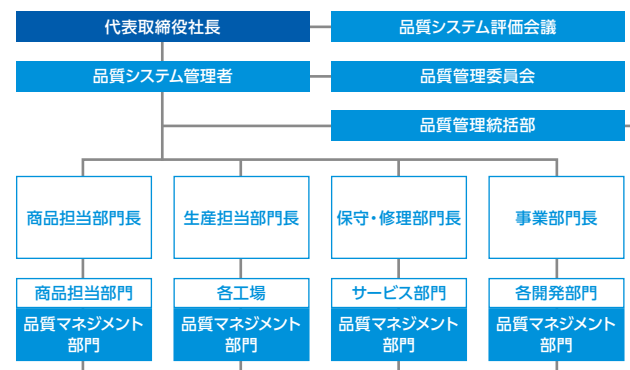 代表取締役社長
品質システム評価会議
品質システム管理者
品質管理委員会
品質管理統括部
商品担当部門長
生産担当部門長
保守・修理部門長
事業部門長
商品担当部門
各工場
サービス部門
各開発部門
品質マネジメント
部門
品質マネジメント
部門
品質マネジメント
部門
品質マネジメント
部門